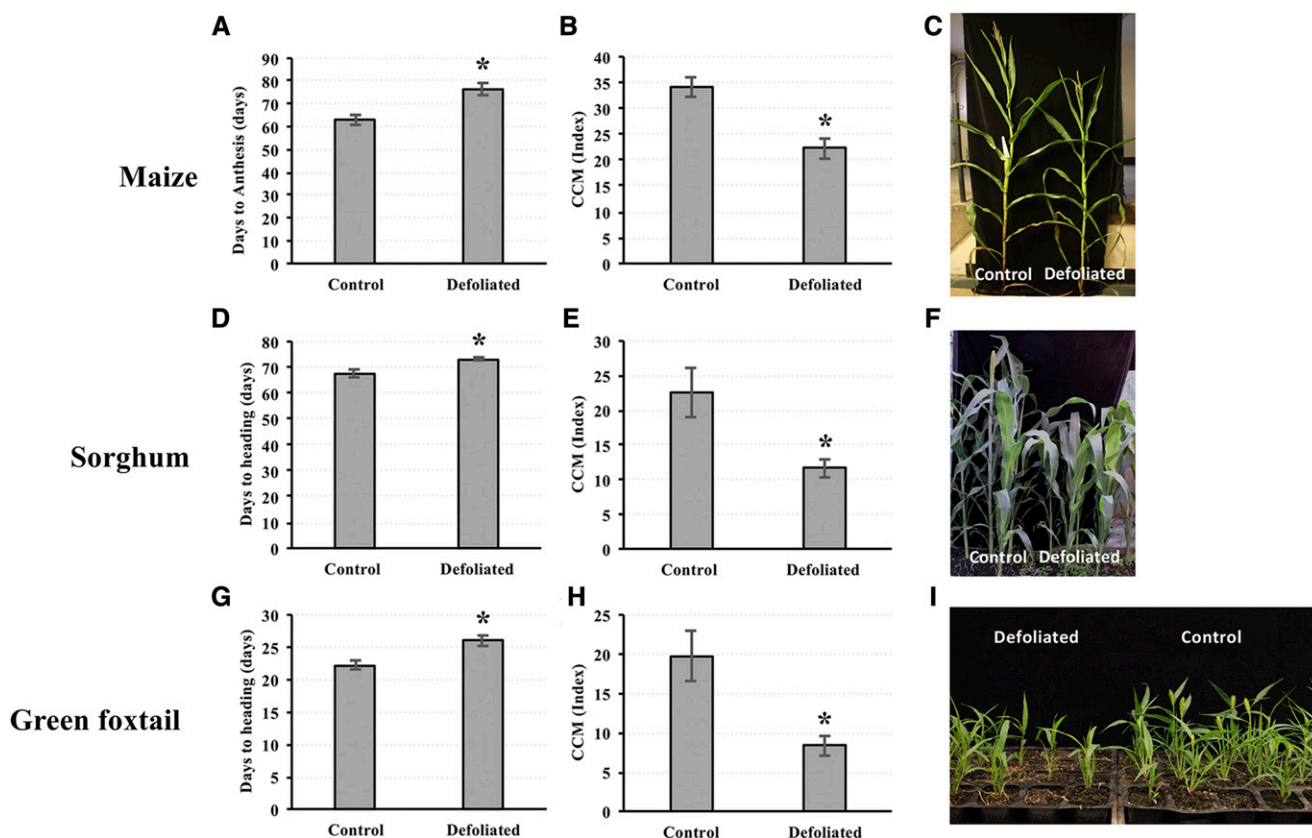 A
Days to Anthesis (days)
90
80
70
60
50
40
30
20
10
0
*
Control Defoliated
B
CCM (Index)
40
35
30
25
20
15
10
5
0
*
Control Defoliated
C
Control Defoliated
Maize
D
Days to heading (days)
80
70
60
50
40
30
20
10
0
*
Control Defoliated
E
CCM (Index)
30
25
20
15
10
5
0
*
Control Defoliated
F
Control Defoliated
Sorghum
G
Days to heading (days)
30
25
20
15
10
5
0
*
Control Defoliated
H
CCM (Index)
25
20
15
10
5
0
*
Control Defoliated
I
Defoliated Control
Green foxtail